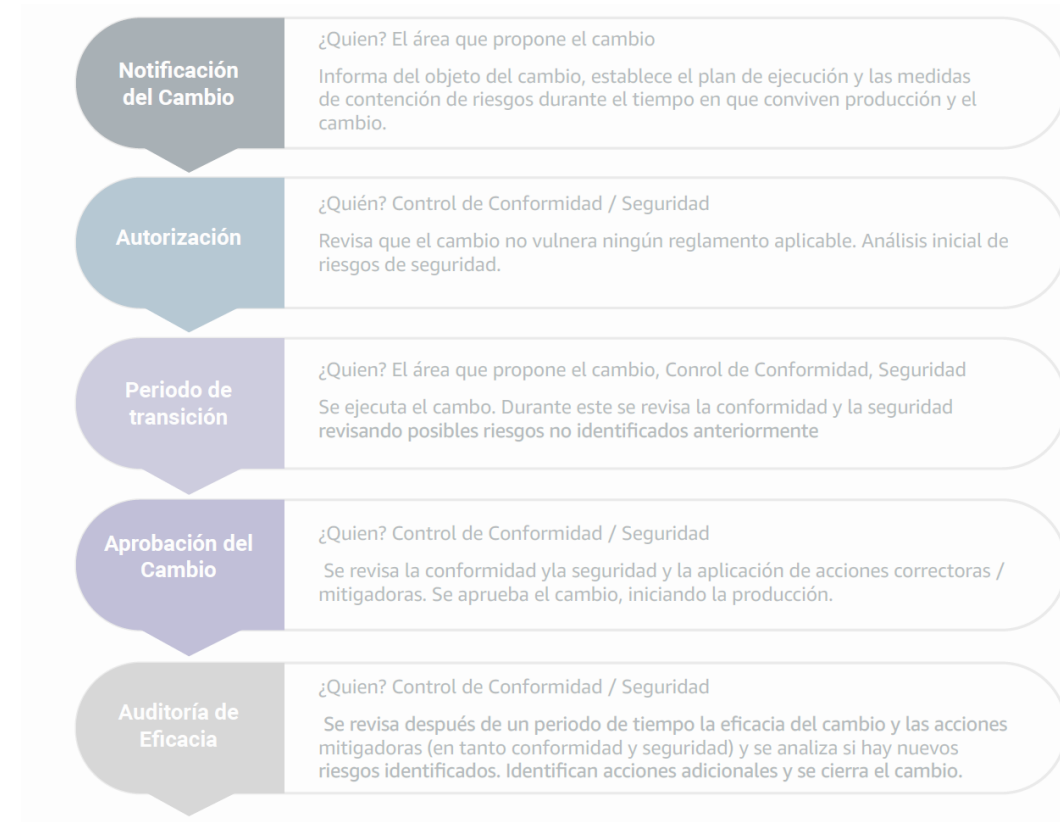 Notificación
del Cambio
¿Quien? El área que propone el cambio
Informa del objeto del cambio, establece el plan de ejecución y las medidas
de contención de riesgos durante el tiempo en que conviven producción y el
cambio.
Autorización
¿Quién? Control de Conformidad / Seguridad
Revisa que el cambio no vulnera ningún reglamento aplicable. Análisis inicial de
riesgos de seguridad.
Periodo de
transición
¿Quien? El área que propone el cambio, Conrol de Conformidad, Seguridad
Se ejecuta el cambo. Durante este se revisa la conformidad y la seguridad
revisando posibles riesgos no identificados anteriormente
Aprobación del
Cambio
¿Quien? Control de Conformidad / Seguridad
Se revisa la conformidad yla seguridad y la aplicación de acciones correctoras /
mitigadoras. Se aprueba el cambio, iniciando la producción.
Auditoría de
Eficacia
¿Quien? Control de Conformidad / Seguridad
Se revisa después de un periodo de tiempo la eficacia del cambio y las acciones
mitigadoras (en tanto conformidad y seguridad) y se analiza si hay nuevos
riesgos identificados. Identifican acciones adicionales y se cierra el cambio.